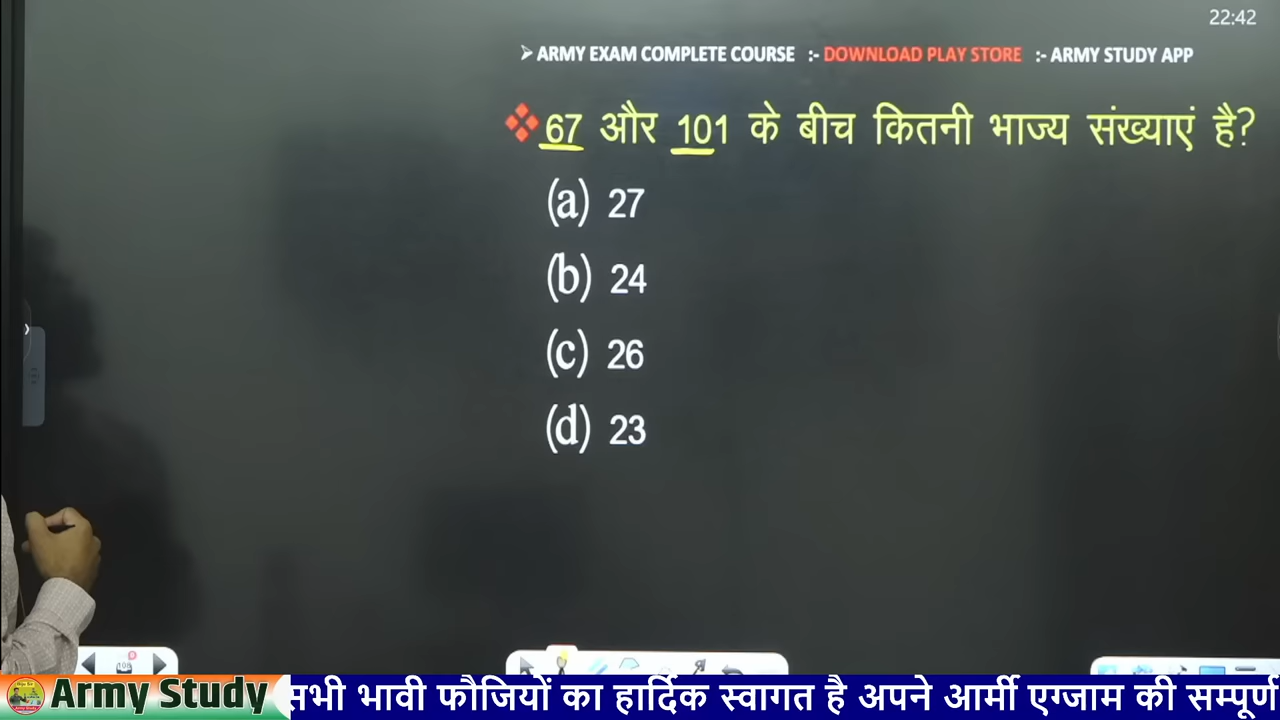 22:42
➢ ARMY EXAM COMPLETE COURSE :- DOWNLOAD PLAY STORE :- ARMY STUDY APP
❖ 67 और 101 के बीच कितनी भाज्य संख्याएं है?
(a) 27
(b) 24
(c) 26
(d) 23
Army Study सभी भावी फौजियों का हार्दिक स्वागत है अपने आर्मी एग्जाम की सम्पूर्ण